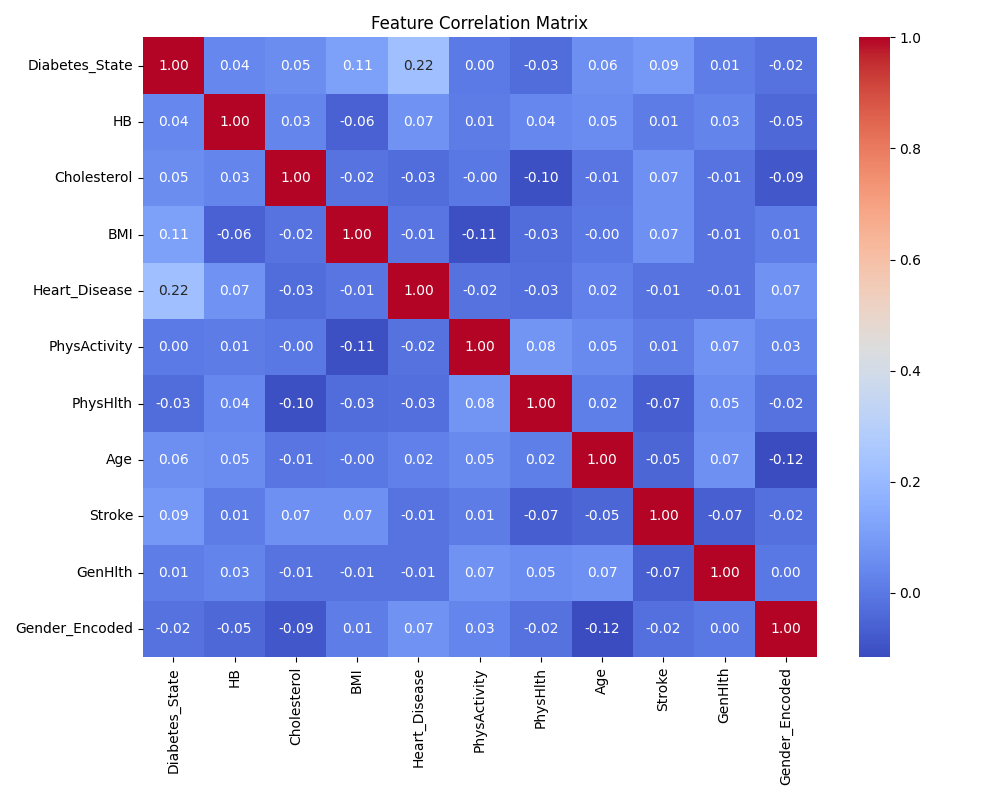 Feature Correlation Matrix
Diabetes_State 1.00 0.04 0.05 0.11 0.22 0.00 -0.03 0.06 0.09 0.01 -0.02
HB 0.04 1.00 0.03 -0.06 0.07 0.01 0.04 0.05 0.01 0.03 -0.05
Cholesterol 0.05 0.03 1.00 -0.02 -0.03 -0.00 -0.10 -0.01 0.07 -0.01 -0.09
BMI 0.11 -0.06 -0.02 1.00 -0.01 -0.11 -0.03 -0.00 0.07 -0.01 0.01
Heart_Disease 0.22 0.07 -0.03 -0.01 1.00 -0.02 -0.03 0.02 -0.01 -0.01 0.07
PhysActivity 0.00 0.01 -0.00 -0.11 -0.02 1.00 0.08 0.05 0.01 0.07 0.03
PhysHlth -0.03 0.04 -0.10 -0.03 -0.03 0.08 1.00 0.02 -0.07 0.05 -0.02
Age 0.06 0.05 -0.01 -0.00 0.02 0.05 0.02 1.00 -0.05 0.07 -0.12
Stroke 0.09 0.01 0.07 0.07 -0.01 0.01 -0.07 -0.05 1.00 -0.07 -0.02
GenHlth 0.01 0.03 -0.01 -0.01 -0.01 0.07 0.05 0.07 -0.07 1.00 0.00
Gender_Encoded -0.02 -0.05 -0.09 0.01 0.07 0.03 -0.02 -0.12 -0.02 0.00 1.00
Diabetes_State HB Cholesterol BMI Heart_Disease PhysActivity PhysHlth Age Stroke GenHlth Gender_Encoded
1.0
0.8
0.6
0.4
0.2
0.0